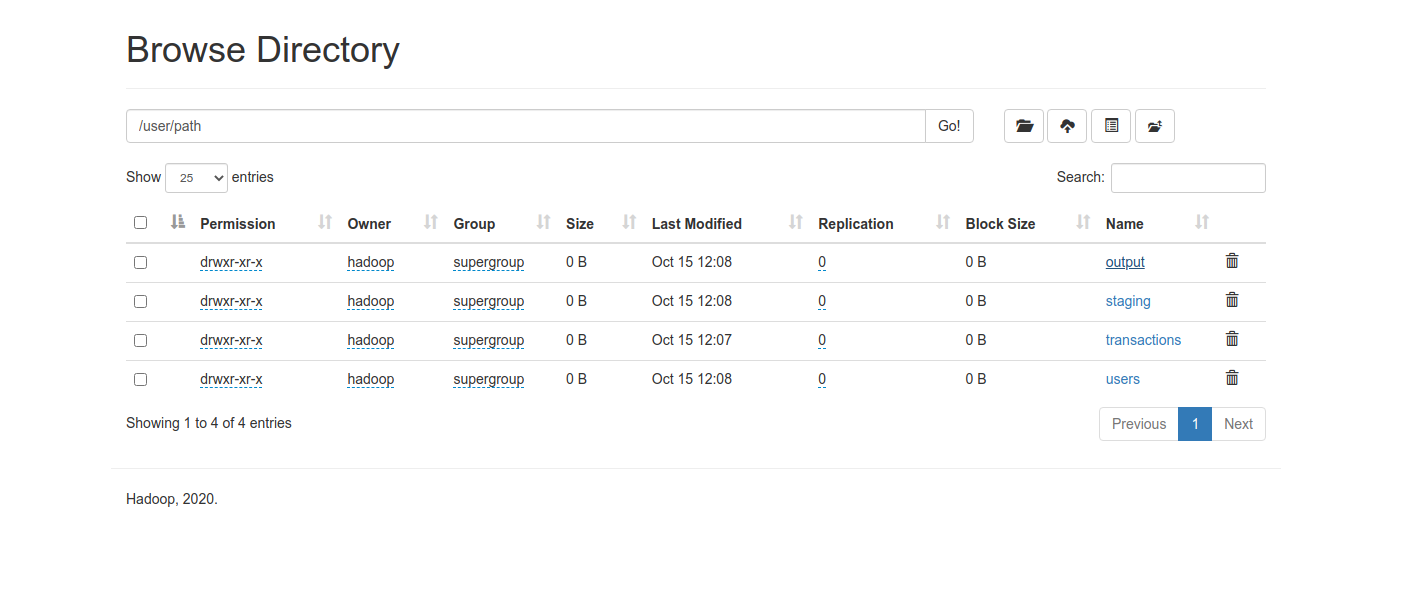 Browse Directory
/user/path Go!
Show 25 entries Search:
Permission Owner Group Size Last Modified Replication Block Size Name
drwxr-xr-x hadoop supergroup 0 B Oct 15 12:08 0 0 B output
drwxr-xr-x hadoop supergroup 0 B Oct 15 12:08 0 0 B staging
drwxr-xr-x hadoop supergroup 0 B Oct 15 12:07 0 0 B transactions
drwxr-xr-x hadoop supergroup 0 B Oct 15 12:08 0 0 B users
Showing 1 to 4 of 4 entries Previous 1 Next
Hadoop, 2020.